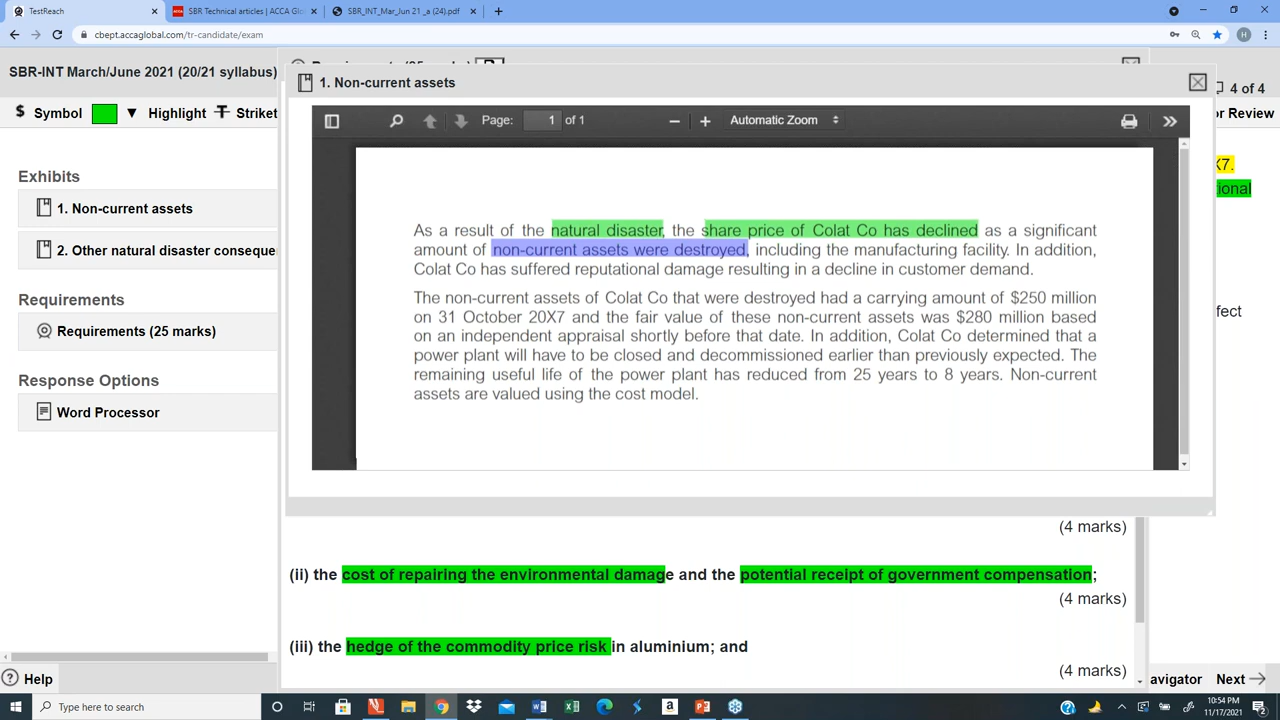 TestReach
SBR Technical articles | ACCA Glo
SBR_INT_Mar_Jun 21 _a (24).pdf
cbept.accaglobal.com/tr-candidate/exam
SBR-INT March/June 2021 (20/21 syllabus)
1. Non-current assets
4 of 4
Symbol
Highlight
Striket
or Review
Page: 1 of 1
Automatic Zoom
X7.
ional
Exhibits
1. Non-current assets
2. Other natural disaster conseque
Requirements
Requirements (25 marks)
Response Options
Word Processor
As a result of the natural disaster, the share price of Colat Co has declined as a significant
amount of non-current assets were destroyed, including the manufacturing facility. In addition,
Colat Co has suffered reputational damage resulting in a decline in customer demand.
The non-current assets of Colat Co that were destroyed had a carrying amount of $250 million
on 31 October 20X7 and the fair value of these non-current assets was $280 million based
on an independent appraisal shortly before that date. In addition, Colat Co determined that a
power plant will have to be closed and decommissioned earlier than previously expected. The
remaining useful life of the power plant has reduced from 25 years to 8 years. Non-current
assets are valued using the cost model.
fect
(4 marks)
(ii) the cost of repairing the environmental damage and the potential receipt of government compensation;
(4 marks)
(iii) the hedge of the commodity price risk in aluminium; and
(4 marks)
Help
avigator
Next
Type here to search
10:54 PM
11/17/2021